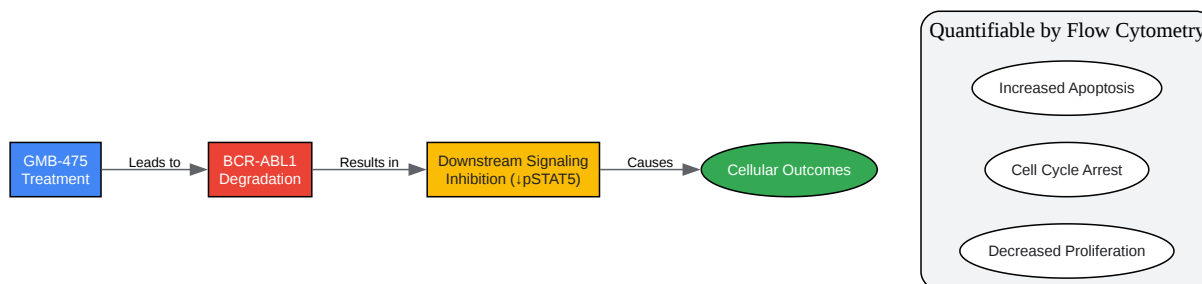 GMB-475
Treatment
Leads to
BCR-ABL1
Degradation
Results in
Downstream Signaling
Inhibition (↓pSTAT5)
Causes
Cellular Outcomes
Quantifiable by Flow Cytometry
Increased Apoptosis
Cell Cycle Arrest
Decreased Proliferation